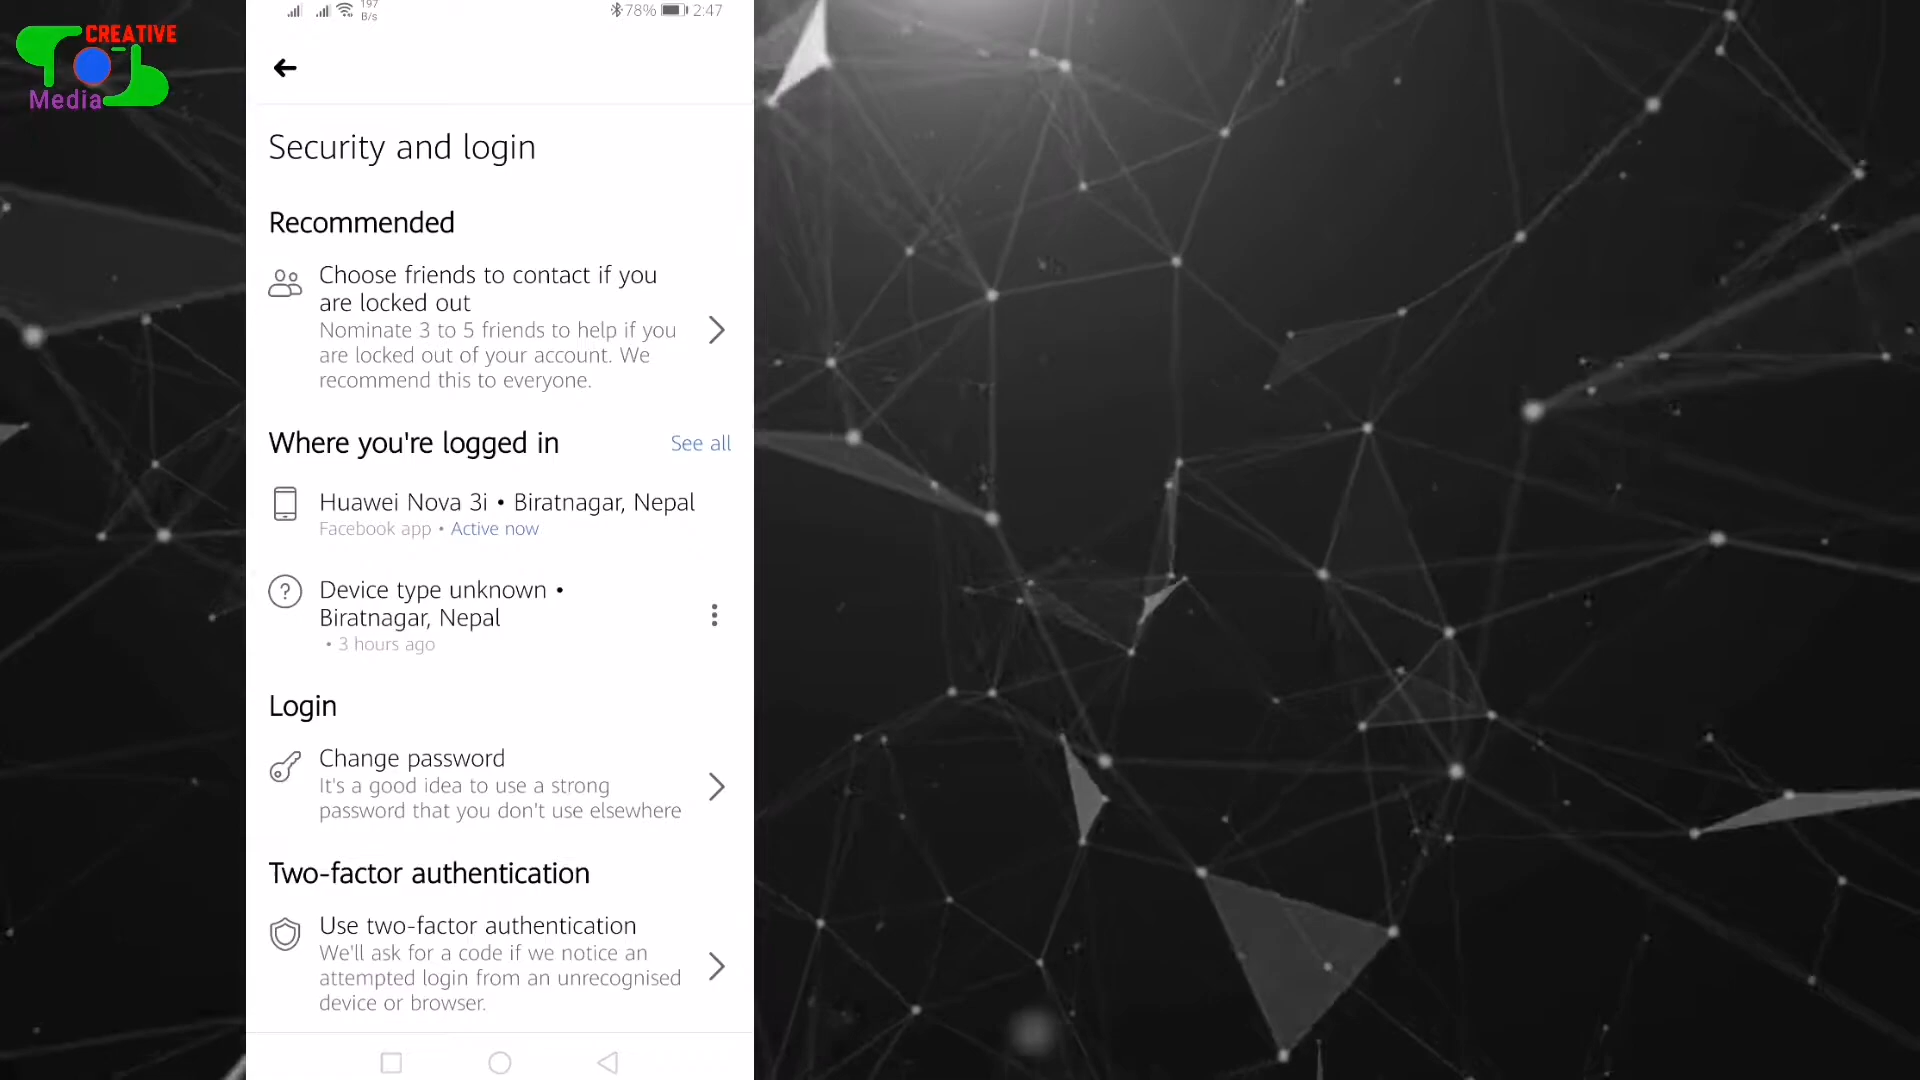 CREATIVE
Media
197
B/s
78%
2:47
Security and login
Recommended
Choose friends to contact if you
are locked out
Nominate 3 to 5 friends to help if you
are locked out of your account. We
recommend this to everyone.
Where you're logged in
See all
Huawei Nova 3i • Biratnagar, Nepal
Facebook app • Active now
?
Device type unknown •
Biratnagar, Nepal
• 3 hours ago
Login
Change password
It's a good idea to use a strong
password that you don't use elsewhere
Two-factor authentication
Use two-factor authentication
We'll ask for a code if we notice an
attempted login from an unrecognised
device or browser.